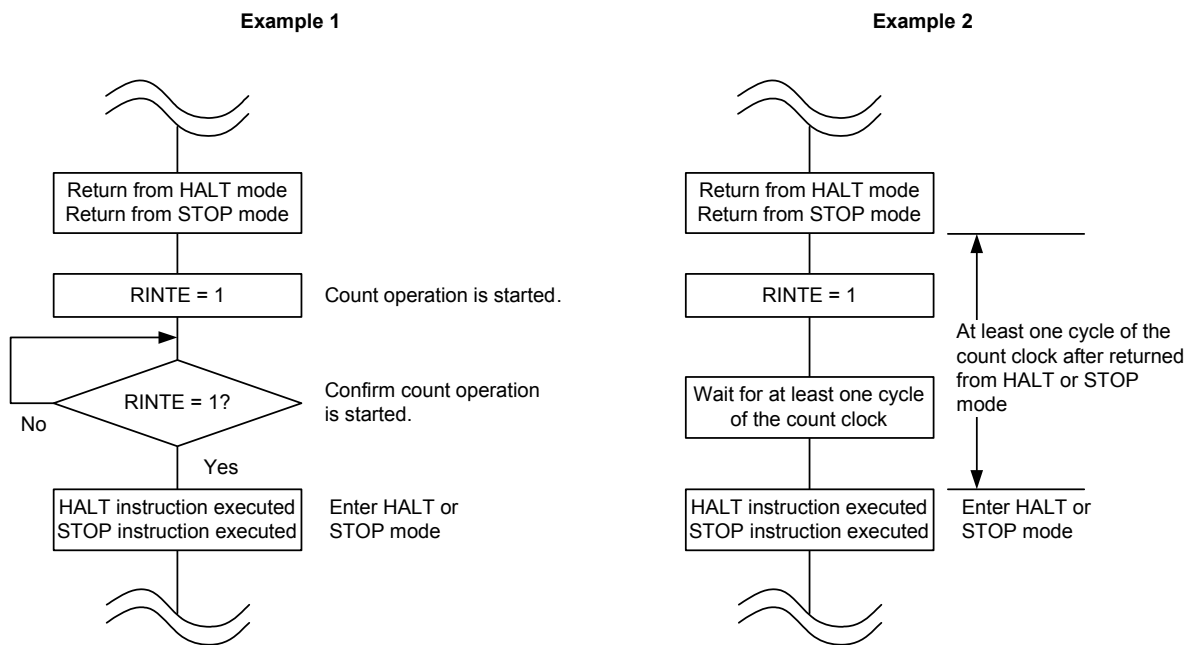 Example 1
Return from HALT mode
Return from STOP mode
RINTE = 1
Count operation is started.
RINTE = 1?
Confirm count operation
is started.
No
Yes
HALT instruction executed
STOP instruction executed
Enter HALT or
STOP mode
Example 2
Return from HALT mode
Return from STOP mode
RINTE = 1
At least one cycle of the
count clock after returned
from HALT or STOP
mode
Wait for at least one cycle
of the count clock
HALT instruction executed
STOP instruction executed
Enter HALT or
STOP mode